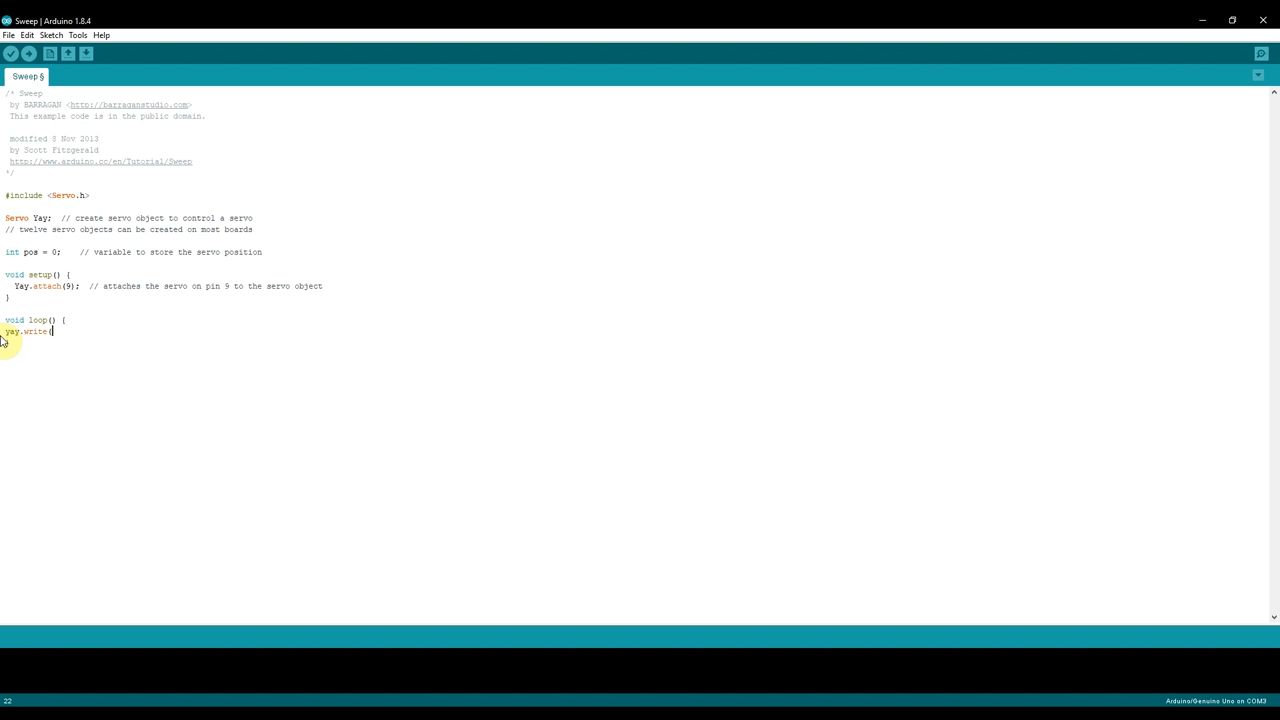 Sweep | Arduino 1.8.4
File Edit Sketch Tools Help
Sweep §
/* Sweep
by BARRAGAN <http://barraganstudio.com>
This example code is in the public domain.
modified 8 Nov 2013
by Scott Fitzgerald
http://www.arduino.cc/en/Tutorial/Sweep
*/
#include <Servo.h>
Servo Yay;  // create servo object to control a servo
// twelve servo objects can be created on most boards
int pos = 0;    // variable to store the servo position
void setup() {
Yay.attach(9);  // attaches the servo on pin 9 to the servo object
}
void loop() {
yay.write(
22
Arduino/Genuino Uno on COM3